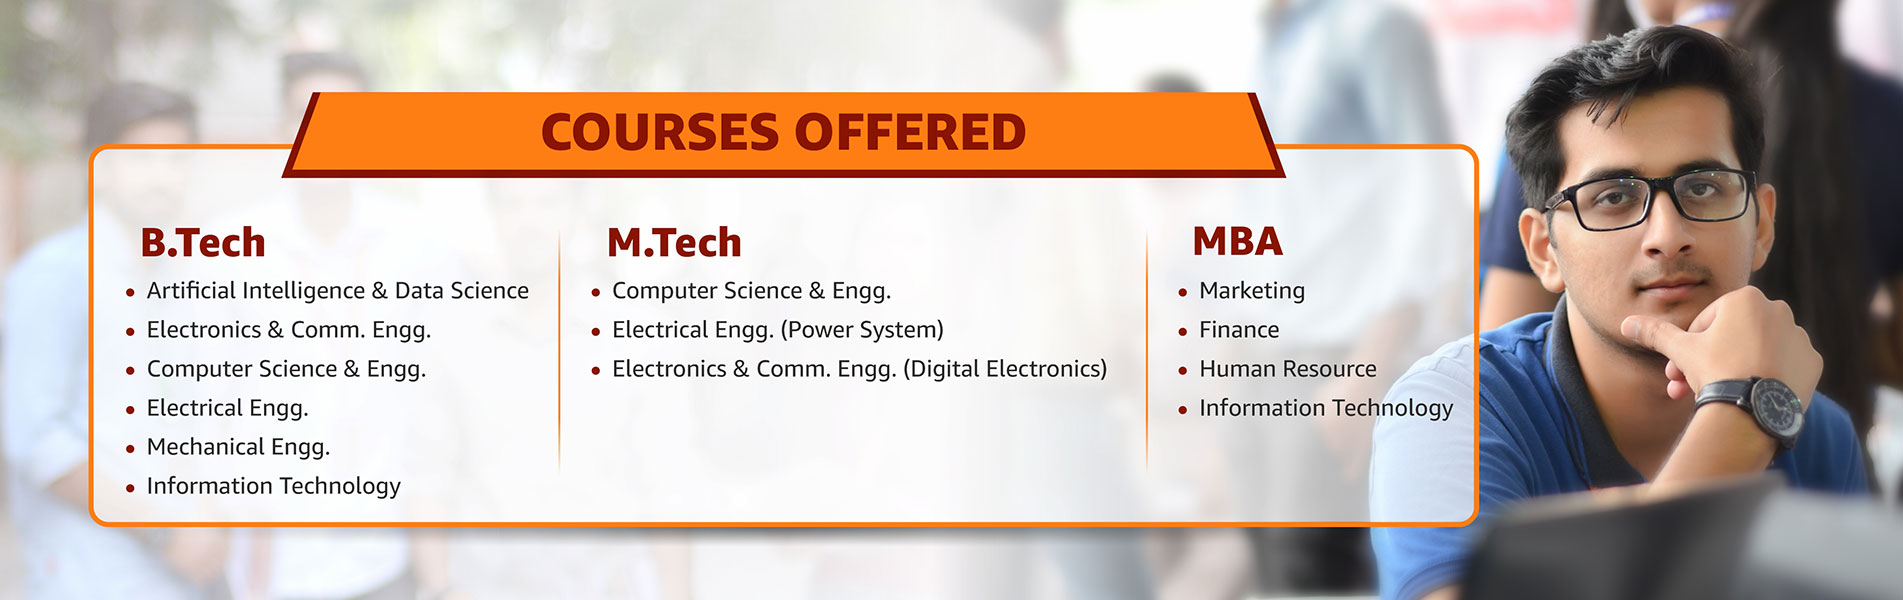 COURSES OFFERED
B.Tech
• Artificial Intelligence & Data Science
• Electronics & Comm. Engg.
• Computer Science & Engg.
• Electrical Engg.
• Mechanical Engg.
• Information Technology
M.Tech
• Computer Science & Engg.
• Electrical Engg. (Power System)
• Electronics & Comm. Engg. (Digital Electronics)
MBA
• Marketing
• Finance
• Human Resource
• Information Technology